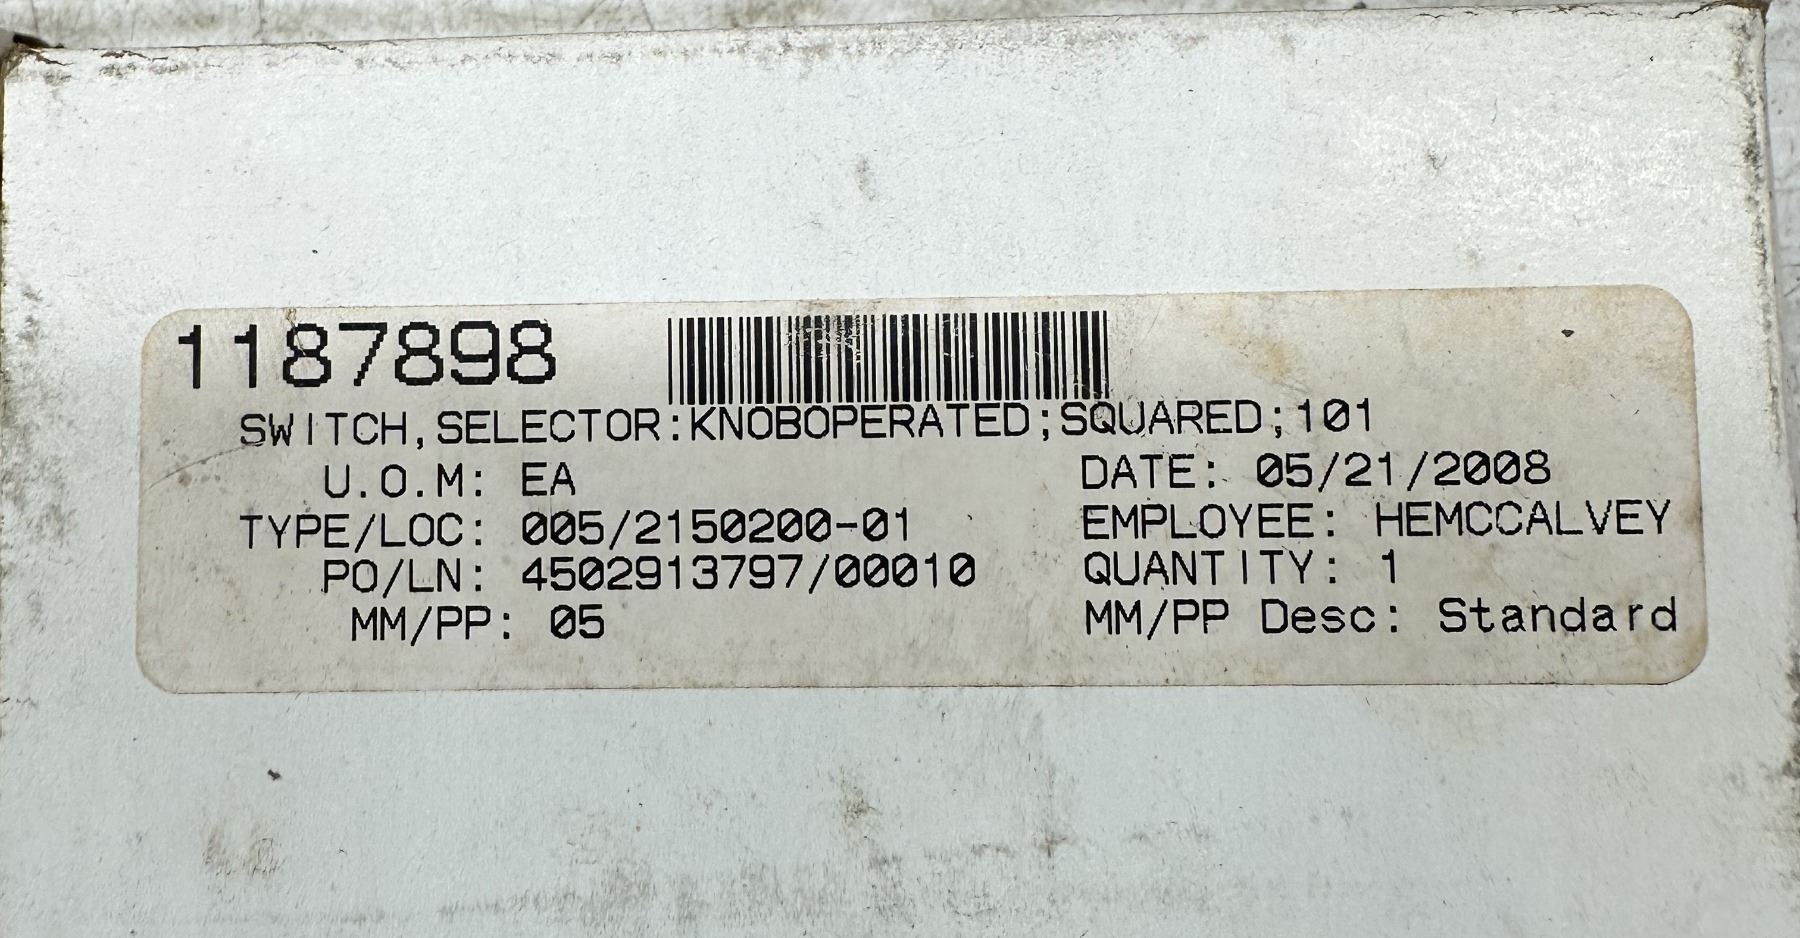 1187898
SWITCH,SELECTOR:KNOBOPERATED;SQUARED;101
U.O.M: EA
DATE: 05/21/2008
TYPE/LOC: 005/2150200-01
EMPLOYEE: HEMCCALVEY
PO/LN: 4502913797/00010
QUANTITY: 1
MM/PP: 05
MM/PP Desc: Standard